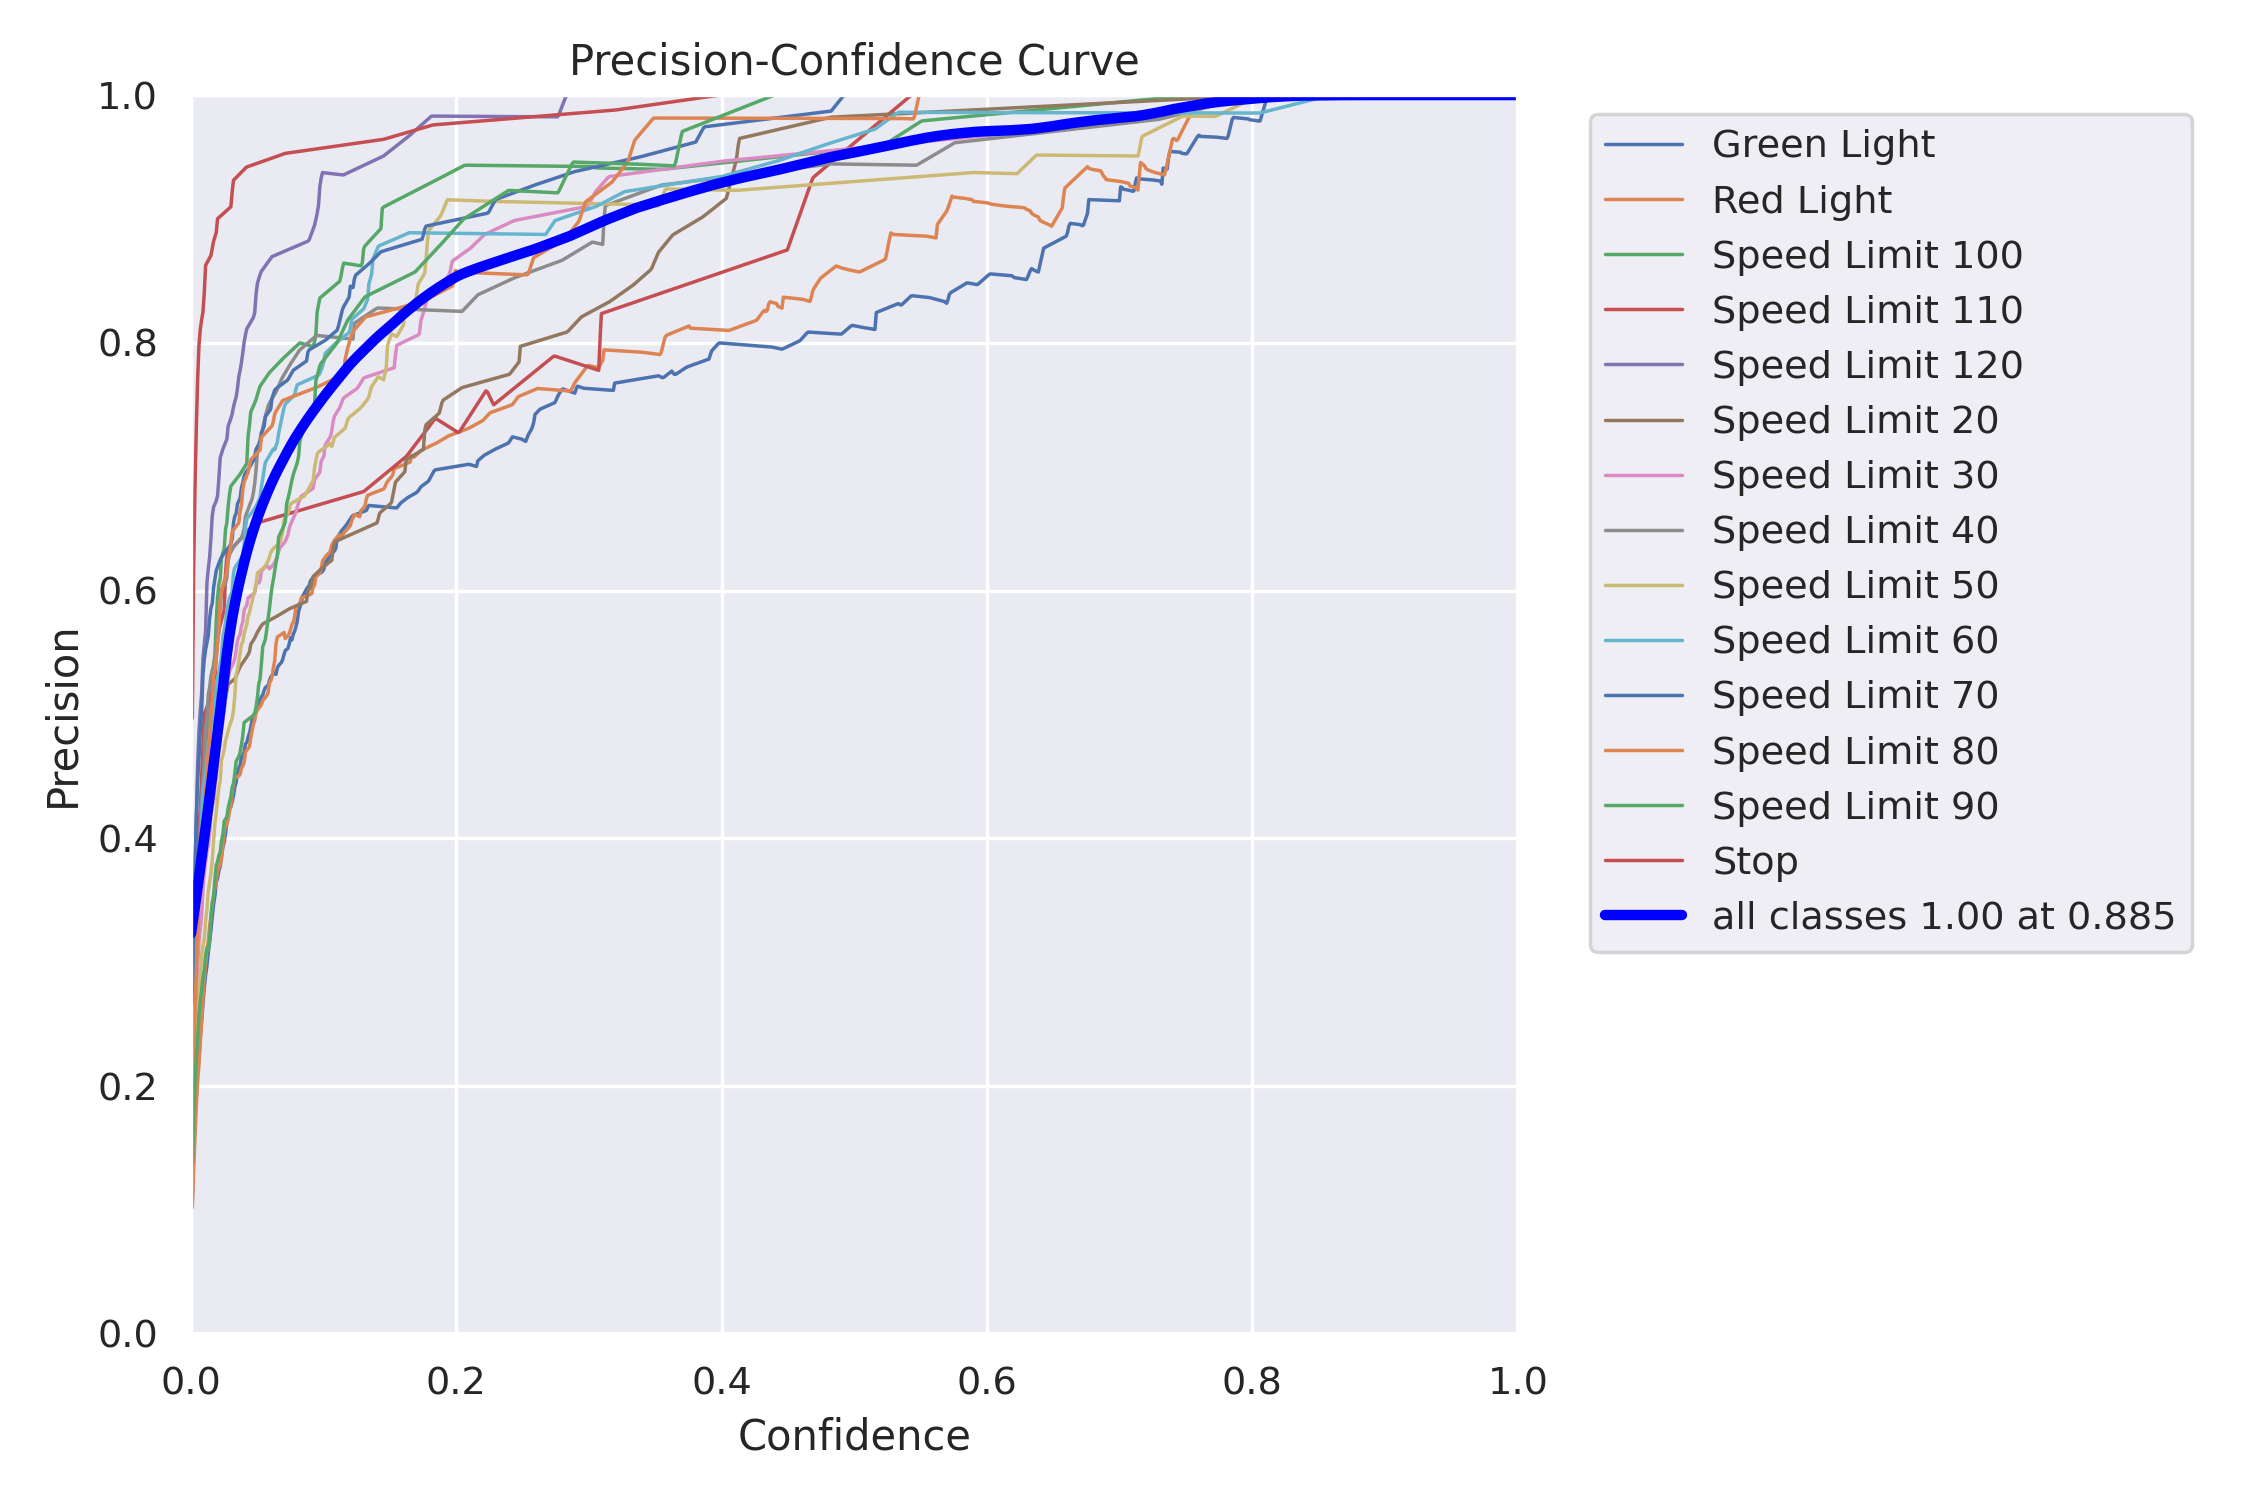 Precision-Confidence Curve
1.0
0.8
0.6
0.4
0.2
0.0
Precision
0.0 0.2 0.4 0.6 0.8 1.0
Confidence
Green Light
Red Light
Speed Limit 100
Speed Limit 110
Speed Limit 120
Speed Limit 20
Speed Limit 30
Speed Limit 40
Speed Limit 50
Speed Limit 60
Speed Limit 70
Speed Limit 80
Speed Limit 90
Stop
all classes 1.00 at 0.885